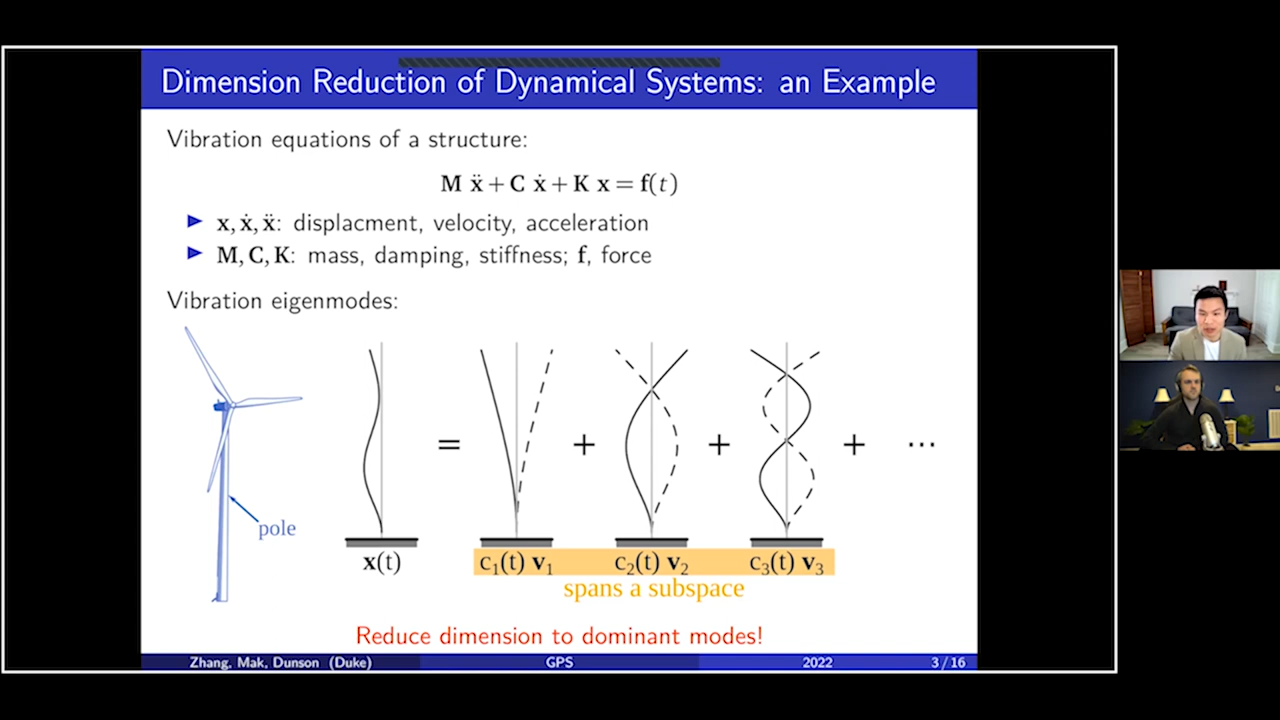 Dimension Reduction of Dynamical Systems: an Example
Vibration equations of a structure:
M ẍ + C ẋ + K x = f(t)
x, ẋ, ẍ: displacment, velocity, acceleration
M, C, K: mass, damping, stiffness; f, force
Vibration eigenmodes:
pole
= + + + ...
x(t) c₁(t) v₁ c₂(t) v₂ c₃(t) v₃
spans a subspace
Reduce dimension to dominant modes!
Zhang, Mak, Dunson (Duke) GPS 2022 3 / 16